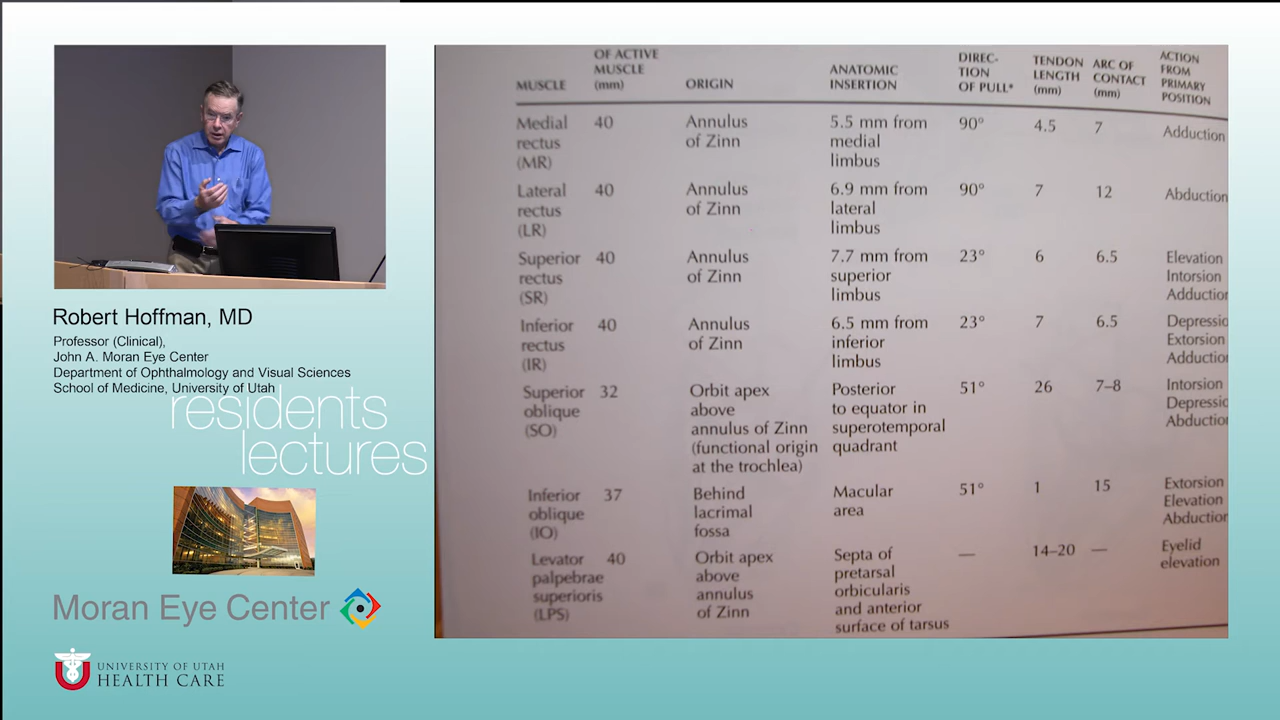 Robert Hoffman, MD
Professor (Clinical),
John A. Moran Eye Center
Department of Ophthalmology and Visual Sciences
School of Medicine, University of Utah
residents
lectures
Moran Eye Center
UNIVERSITY OF UTAH
HEALTH CARE
MUSCLE
OF ACTIVE
MUSCLE
(mm)
ORIGIN
ANATOMIC
INSERTION
DIREC-
TION
OF PULL*
TENDON
LENGTH
(mm)
ARC OF
CONTACT
(mm)
ACTION
FROM
PRIMARY
POSITION
Medial
rectus
(MR)
40
Annulus
of Zinn
5.5 mm from
medial
limbus
90°
4.5
7
Adduction
Lateral
rectus
(LR)
40
Annulus
of Zinn
6.9 mm from
lateral
limbus
90°
7
12
Abduction
Superior
rectus
(SR)
40
Annulus
of Zinn
7.7 mm from
superior
limbus
23°
6
6.5
Elevation
Intorsion
Adduction
Inferior
rectus
(IR)
40
Annulus
of Zinn
6.5 mm from
inferior
limbus
23°
7
6.5
Depressio
Extorsion
Adduction
Superior
oblique
(SO)
32
Orbit apex
above
annulus of Zinn
(functional origin
at the trochlea)
Posterior
to equator in
superotemporal
quadrant
51°
26
7–8
Intorsion
Depressio
Abduction
Inferior
oblique
(IO)
37
Behind
lacrimal
fossa
Macular
area
51°
1
15
Extorsion
Elevation
Abduction
Levator
palpebrae
superioris
(LPS)
40
Orbit apex
above
annulus
of Zinn
Septa of
pretarsal
orbicularis
and anterior
surface of tarsus
—
14–20
—
Eyelid
elevation